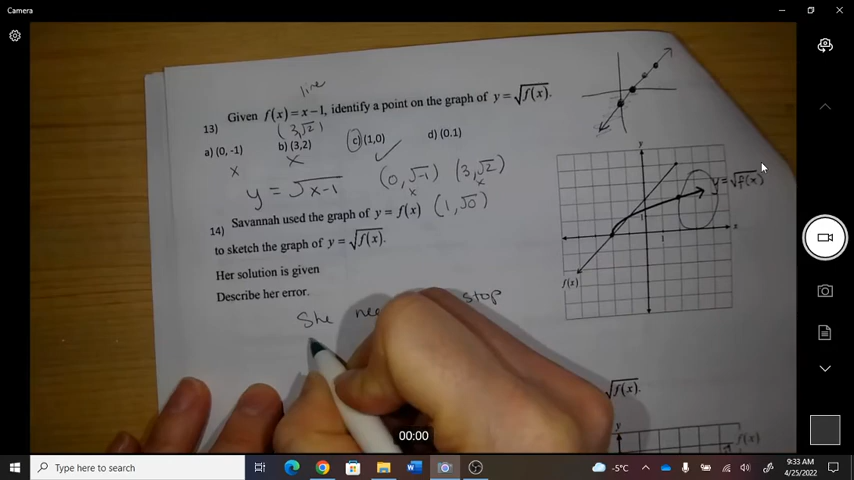 Camera
line
13) Given f(x) = x−1, identify a point on the graph of y = √f(x).
(3,√2)
a) (0, -1) b) (3,2) c) (1,0) d) (0.1)
x x ✓
y = √x-1 (0, √-1) (3, √2)
x x
14) Savannah used the graph of y = f(x) (1, √0)
to sketch the graph of y = √f(x).
Her solution is given
Describe her error.
She stop
y
y = √f(x)
1
1
x
f(x)
√f(x).
y
f(x)
00:00
Type here to search
-5°C
9:33 AM
4/25/2022